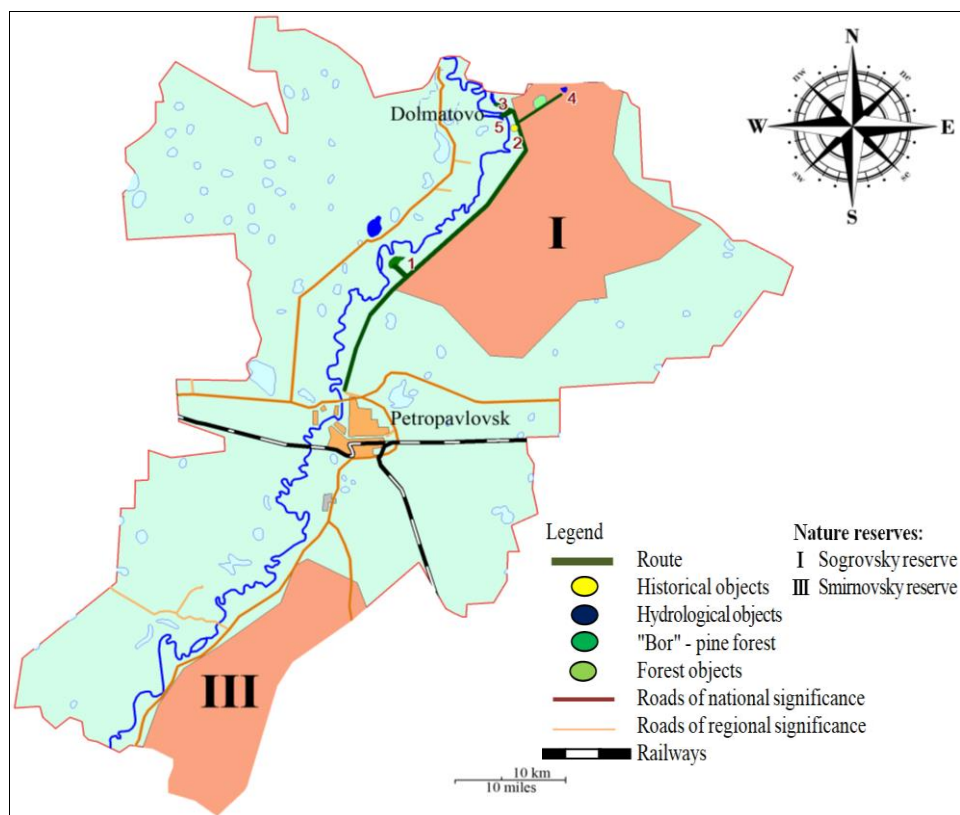 N
nw
ne
W
E
sw
se
S
3
4
Dolmatovo
5
2
I
1
Petropavlovsk
III
Legend
Route
Historical objects
Hydrological objects
"Bor" - pine forest
Forest objects
Roads of national significance
Roads of regional significance
Railways
Nature reserves:
I Sogrovsky reserve
III Smirnovsky reserve
10 km
10 miles